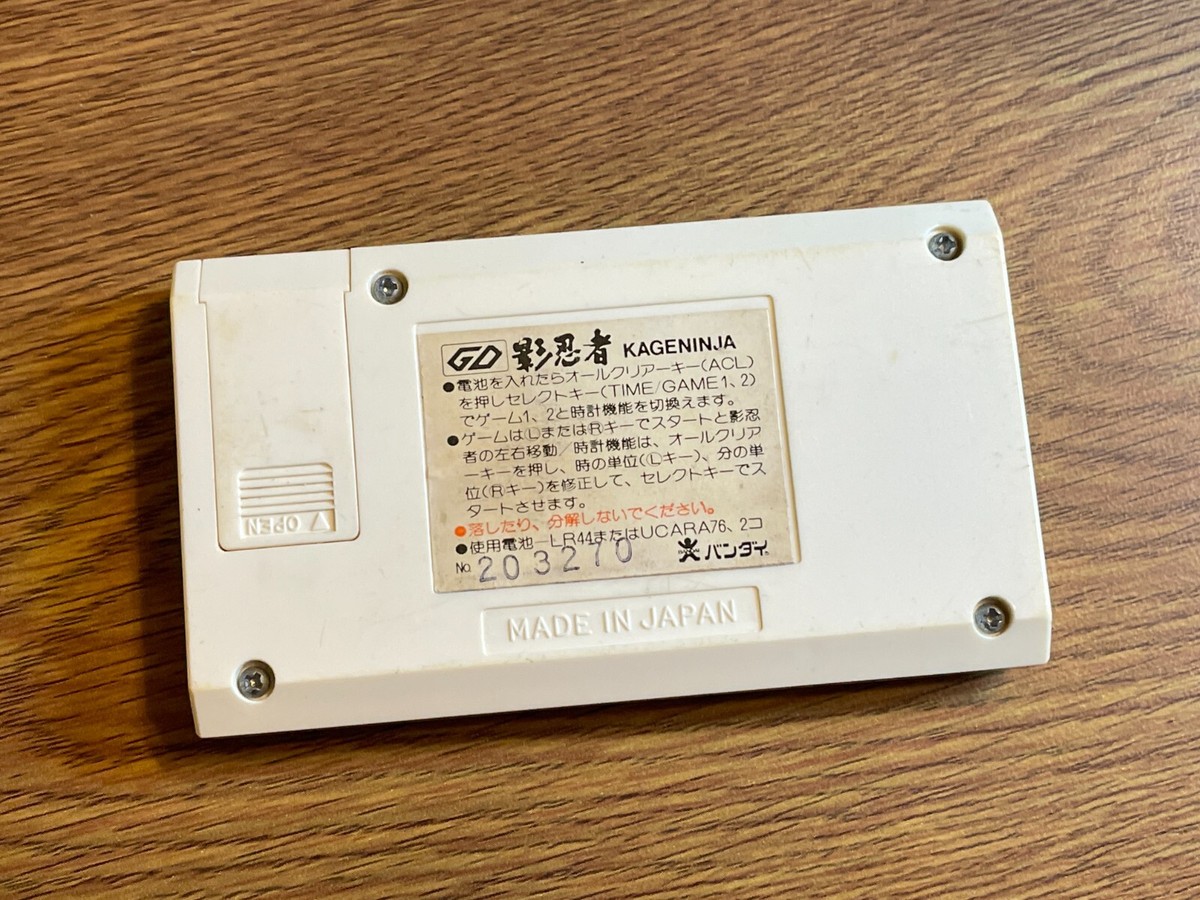 GD 影忍者 KAGENINJA
●電池を入れたらオールクリアーキー(ACL)
を押しセレクトキー(TIME/GAME1、2)
でゲーム1、2と時計機能を切換えます。
●ゲームはⓁまたはⓇキーでスタートと影忍
者の左右移動/時計機能は、オールクリア
ーキーを押し、時の単位(Ⓛキー)、分の単
位(Ⓡキー)を修正して、セレクトキーでス
タートさせます。
●落したり、分解しないでください。
●使用電池—LR44またはUCARA76、2コ
No. 203270 BANDAI バンダイ
MADE IN JAPAN
OPEN